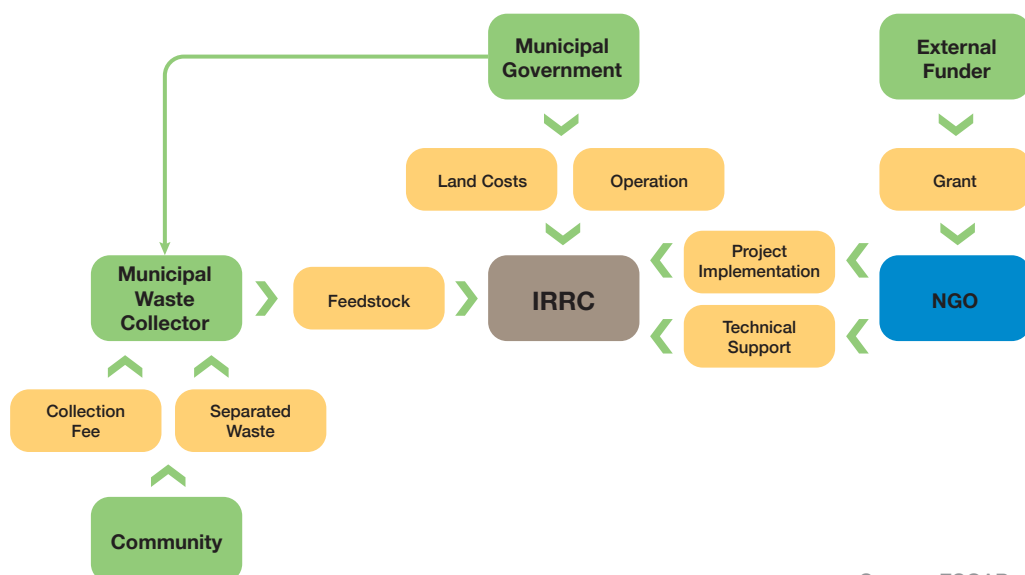 Municipal
Government
External
Funder
Land Costs
Operation
Grant
Municipal
Waste
Collector
Feedstock
IRRC
Project
Implementation
Technical
Support
NGO
Collection
Fee
Separated
Waste
Community